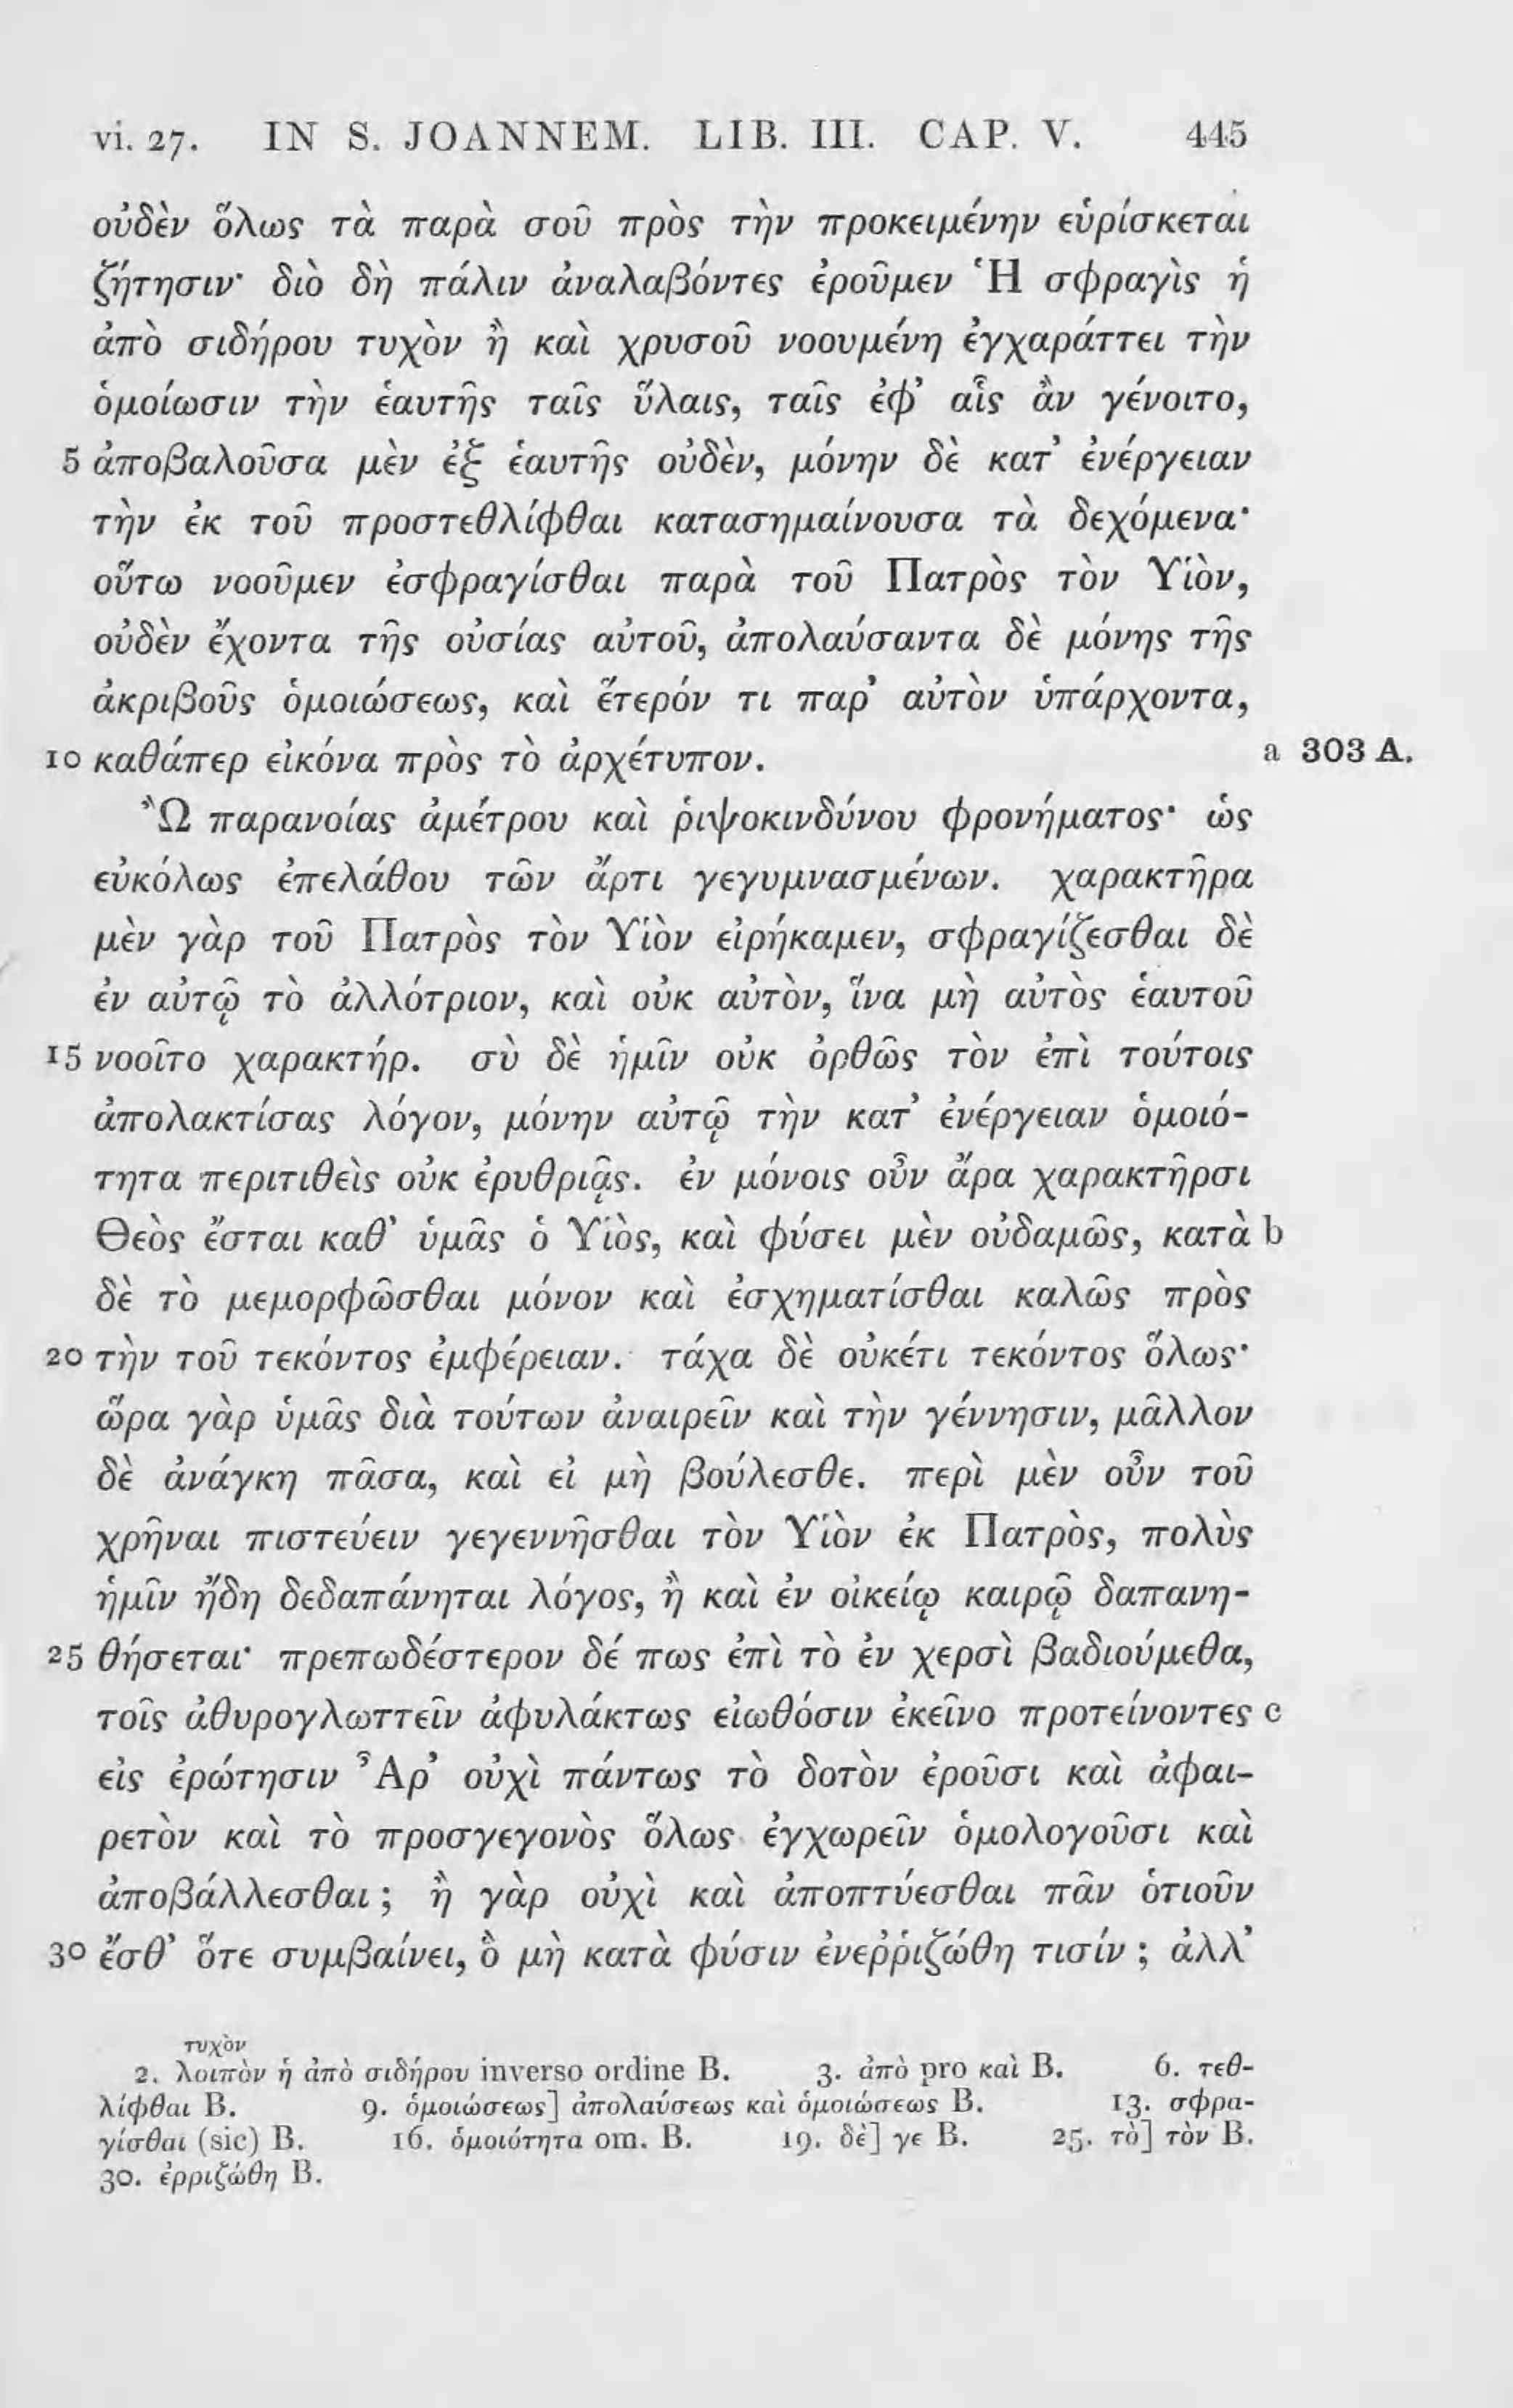 vi. 27. IN S. JOANNEM. LIB. III. CAP. V. 445
οὐδὲν ὅλως τὰ παρὰ σοῦ πρὸς τὴν προκειμένην εὑρίσκεται
ζήτησιν· διὸ δὴ πάλιν ἀναλαβόντες ἐροῦμεν Ἡ σφραγὶς ἡ
ἀπὸ σιδήρου τυχὸν ἢ καὶ χρυσοῦ νοουμένη ἐγχαράττει τὴν
ὁμοίωσιν τὴν ἑαυτῆς ταῖς ὕλαις, ταῖς ἐφ’ αἷς ἂν γένοιτο,
5 ἀποβαλοῦσα μὲν ἐξ ἑαυτῆς οὐδὲν, μόνην δὲ κατ’ ἐνέργειαν
τὴν ἐκ τοῦ προστεθλίφθαι κατασημαίνουσα τὰ δεχόμενα·
οὕτω νοοῦμεν ἐσφραγίσθαι παρὰ τοῦ Πατρὸς τὸν Υἱὸν,
οὐδὲν ἔχοντα τῆς οὐσίας αὐτοῦ, ἀπολαύσαντα δὲ μόνης τῆς
ἀκριβοῦς ὁμοιώσεως, καὶ ἕτερόν τι παρ’ αὐτὸν ὑπάρχοντα,
10 καθάπερ εἰκόνα πρὸς τὸ ἀρχέτυπον. a 303 A.
Ὢ παρανοίας ἀμέτρου καὶ ῥιψοκινδύνου φρονήματος· ὡς
εὐκόλως ἐπελάθου τῶν ἄρτι γεγυμνασμένων. χαρακτῆρα
μὲν γὰρ τοῦ Πατρὸς τὸν Υἱὸν εἰρήκαμεν, σφραγίζεσθαι δὲ
ἐν αὐτῷ τὸ ἀλλότριον, καὶ οὐκ αὐτὸν, ἵνα μὴ αὐτὸς ἑαυτοῦ
15 νοοῖτο χαρακτήρ. σὺ δὲ ἡμῖν οὐκ ὀρθῶς τὸν ἐπὶ τούτοις
ἀπολακτίσας λόγον, μόνην αὐτῷ τὴν κατ’ ἐνέργειαν ὁμοιό-
τητα περιτιθεὶς οὐκ ἐρυθριᾷς. ἐν μόνοις οὖν ἄρα χαρακτῆρσι
Θεὸς ἔσται καθ’ ὑμᾶς ὁ Υἱὸς, καὶ φύσει μὲν οὐδαμῶς, κατὰ b
δὲ τὸ μεμορφῶσθαι μόνον καὶ ἐσχηματίσθαι καλῶς πρὸς
20 τὴν τοῦ τεκόντος ἐμφέρειαν. τάχα δὲ οὐκέτι τεκόντος ὅλως·
ὥρα γὰρ ὑμᾶς διὰ τούτων ἀναιρεῖν καὶ τὴν γέννησιν, μᾶλλον
δὲ ἀνάγκη πᾶσα, καὶ εἰ μὴ βούλεσθε. περὶ μὲν οὖν τοῦ
χρῆναι πιστεύειν γεγεννῆσθαι τὸν Υἱὸν ἐκ Πατρὸς, πολὺς
ἡμῖν ἤδη δεδαπάνηται λόγος, ἢ καὶ ἐν οἰκείῳ καιρῷ δαπανη-
25 θήσεται· πρεπωδέστερον δέ πως ἐπὶ τὸ ἐν χερσὶ βαδιούμεθα,
τοῖς ἀθυρογλωττεῖν ἀφυλάκτως εἰωθόσιν ἐκεῖνο προτείνοντες c
εἰς ἐρώτησιν Ἆρ’ οὐχὶ πάντως τὸ δοτὸν ἐροῦσι καὶ ἀφαι-
ρετὸν καὶ τὸ προσγεγονὸς ὅλως ἐγχωρεῖν ὁμολογοῦσι καὶ
ἀποβάλλεσθαι ; ἢ γὰρ οὐχὶ καὶ ἀποπτύεσθαι πᾶν ὁτιοῦν
30 ἔσθ’ ὅτε συμβαίνει, ὃ μὴ κατὰ φύσιν ἐνεῤῥιζώθη τισίν ; ἀλλ’
τυχὸν
2. λοιπὸν ἡ ἀπὸ σιδήρου inverso ordine B. 3. ἀπὸ pro καὶ B. 6. τεθ-
λίφθαι B. 9. ὁμοιώσεως] ἀπολαύσεως καὶ ὁμοιώσεως B. 13. σφρα-
γίσθαι (sic) B. 16. ὁμοιότητα om. B. 19. δὲ] γε B. 25. τὸ] τὸν B.
30. ἐρριζώθη B.